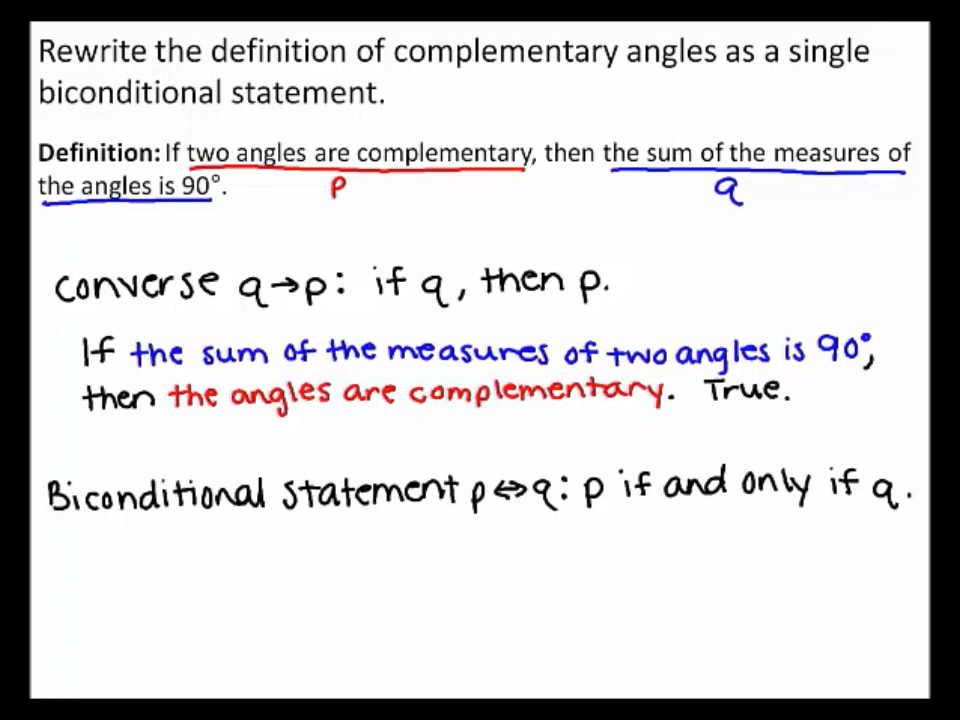 Rewrite the definition of complementary angles as a single
biconditional statement.
Definition: If two angles are complementary, then the sum of the measures of
the angles is 90°.
p
q
converse q→p: if q, then p.
If the sum of the measures of two angles is 90°,
then the angles are complementary. True.
Biconditional statement p↔q: p if and only if q.